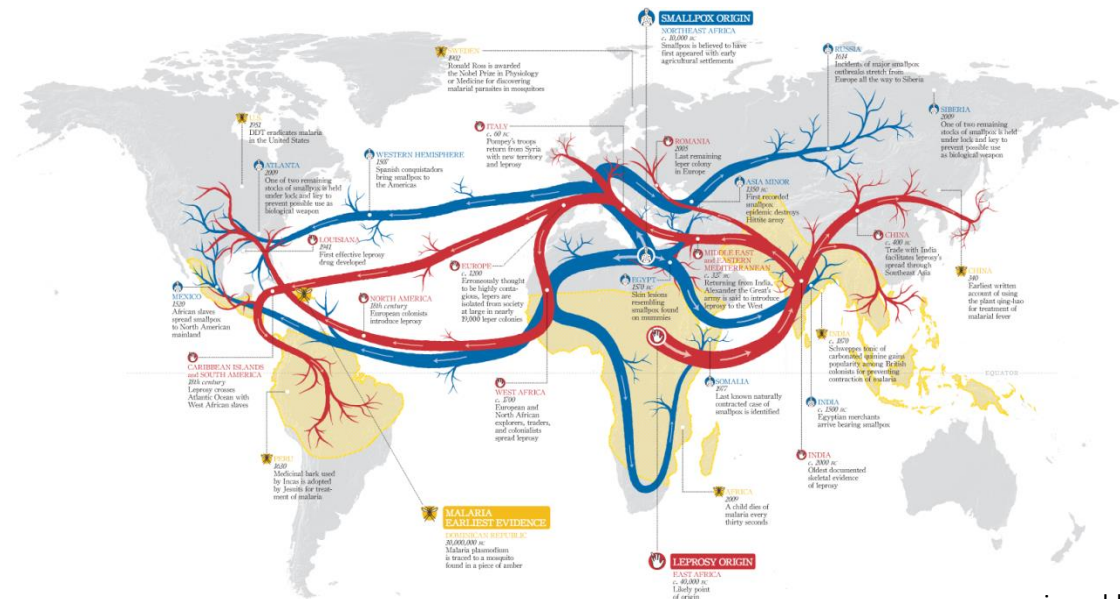 SMALLPOX ORIGIN
NORTHEAST AFRICA
c. 10,000 BC
Smallpox is believed to have
first appeared with early
agricultural settlements
SWEDEN
1902
Ronald Ross is awarded
the Nobel Prize in Physiology
or Medicine for discovering
malarial parasites in mosquitoes
RUSSIA
1614
Incidents of major smallpox
outbreaks stretch from
Europe all the way to Siberia
SIBERIA
2009
One of two remaining
stocks of smallpox is held
under lock and key to
prevent possible use
as biological weapon
1951
DDT eradicates malaria
in the United States
ITALY
c. 60 BC
Pompey's troops
return from Syria
with new territory
and leprosy
ROMANIA
2009
Last remaining
leper colony
in Europe
ATLANTA
2009
One of two remaining
stocks of smallpox is held
under lock and key to
prevent possible use as
biological weapon
WESTERN HEMISPHERE
1507
Spanish conquistadors
bring smallpox to
the Americas
ASIA MINOR
1350 BC
First recorded
smallpox
epidemic destroys
Hittite army
LOUISIANA
1941
First effective leprosy
drug developed
EUROPE
c. 1200
Erroneously thought
to be highly conta-
gious, lepers are
isolated from society
at large in nearly
19,000 leper colonies
EGYPT
1570 BC
Skin lesions
resembling
smallpox found
on mummies
MIDDLE EAST
and EASTERN
MEDITERRANEAN
c. 325 BC
Returning from India,
Alexander the Great's
army is said to introduce
leprosy to the West
CHINA
c. 400 BC
Trade with India
facilitates leprosy's
spread through
Southeast Asia
CHINA
340
Earliest written
account of using
the plant qing-hao
for treatment of
malarial fever
MEXICO
1520
African slaves
spread smallpox
to North American
mainland
NORTH AMERICA
18th century
European colonists
introduce leprosy
INDIA
c. 1870
Schweppes tonic of
carbonated quinine gains
popularity among British
colonists for preventing
contraction of malaria
EQUATOR
CARIBBEAN ISLANDS
and SOUTH AMERICA
18th century
Leprosy crosses
Atlantic Ocean with
West African slaves
WEST AFRICA
c. 1700
European and
North African
explorers, traders,
and colonialists
spread leprosy
SOMALIA
1977
Last known naturally
contracted case of
smallpox is identified
INDIA
c. 1500 BC
Egyptian merchants
arrive bearing smallpox
PERU
1630
Medicinal bark used
by Incas is adopted
by Jesuits for treat-
ment of malaria
INDIA
c. 2000 BC
Oldest documented
skeletal evidence
of leprosy
AFRICA
2009
A child dies of
malaria every
thirty seconds
MALARIA
EARLIEST EVIDENCE
DOMINICAN REPUBLIC
30,000,000 BC
Malaria plasmodium
is traced to a mosquito
found in a piece of amber
LEPROSY ORIGIN
EAST AFRICA
c. 40,000 BC
Likely point
of origin